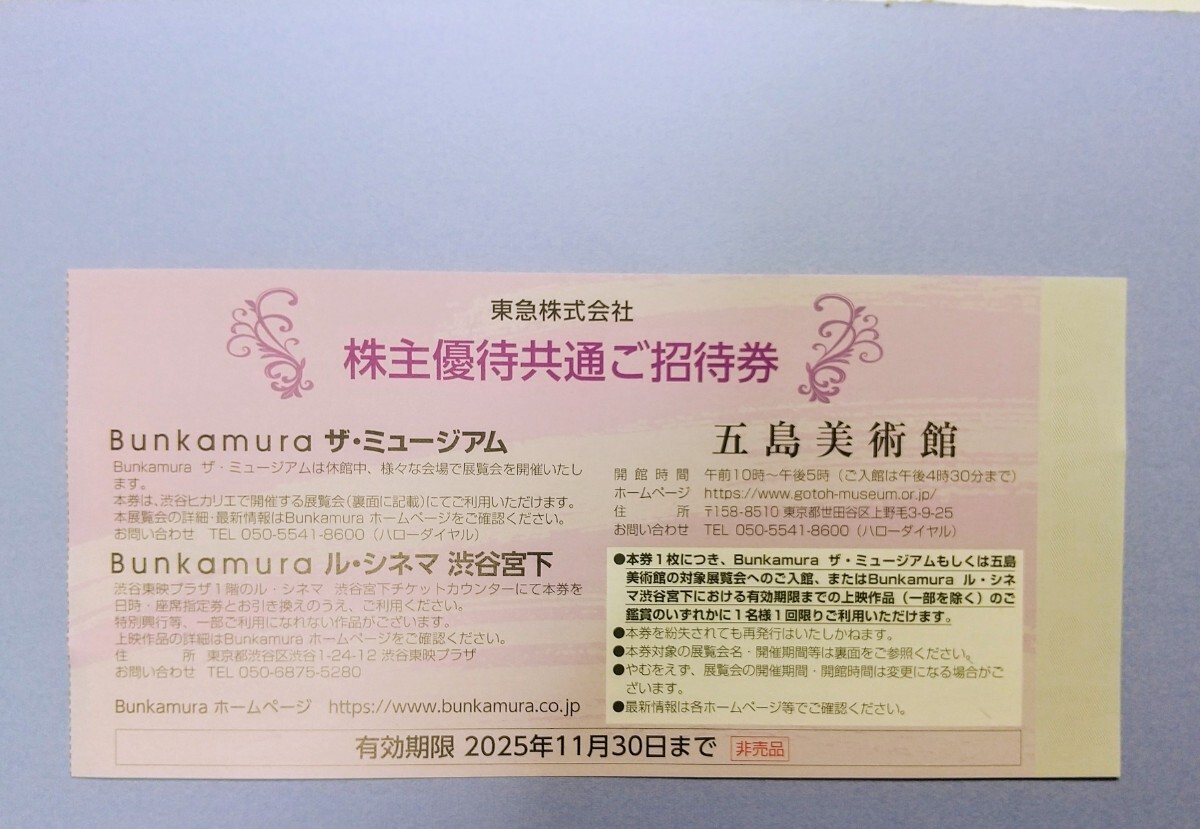 東急株式会社
株主優待共通ご招待券
Bunkamura ザ・ミュージアム
Bunkamura ザ・ミュージアムは休館中、様々な会場で展覧会を開催いたし
ます。
本券は、渋谷ヒカリエで開催する展覧会(裏面に記載)にてご利用いただけます。
本展覧会の詳細・最新情報はBunkamura ホームページをご確認ください。
お問い合わせ TEL 050-5541-8600(ハローダイヤル)
Bunkamura ル・シネマ 渋谷宮下
渋谷東映プラザ1階のル・シネマ 渋谷宮下チケットカウンターにて本券を
日時・座席指定券とお引き換えのうえ、ご利用ください。
特別興行等、一部ご利用になれない作品がございます。
上映作品の詳細はBunkamura ホームページをご確認ください。
住 所 東京都渋谷区渋谷1-24-12 渋谷東映プラザ
お問い合わせ TEL 050-6875-5280
Bunkamura ホームページ https://www.bunkamura.co.jp
五島美術館
開館時間 午前10時~午後5時(ご入館は午後4時30分まで)
ホームページ https://www.gotoh-museum.or.jp/
住 所 〒158-8510 東京都世田谷区上野毛3-9-25
お問い合わせ TEL 050-5541-8600(ハローダイヤル)
●本券1枚につき、Bunkamura ザ・ミュージアムもしくは五島
美術館の対象展覧会へのご入館、またはBunkamura ル・シネ
マ渋谷宮下における有効期限までの上映作品(一部を除く)のご
鑑賞のいずれかに1名様1回限りご利用いただけます。
●本券を紛失されても再発行はいたしかねます。
●本券対象の展覧会名・開催期間等は裏面をご参照ください。
●やむをえず、展覧会の開催期間・開館時間は変更になる場合がご
ざいます。
●最新情報は各ホームページ等でご確認ください。
有効期限 2025年11月30日まで 非売品